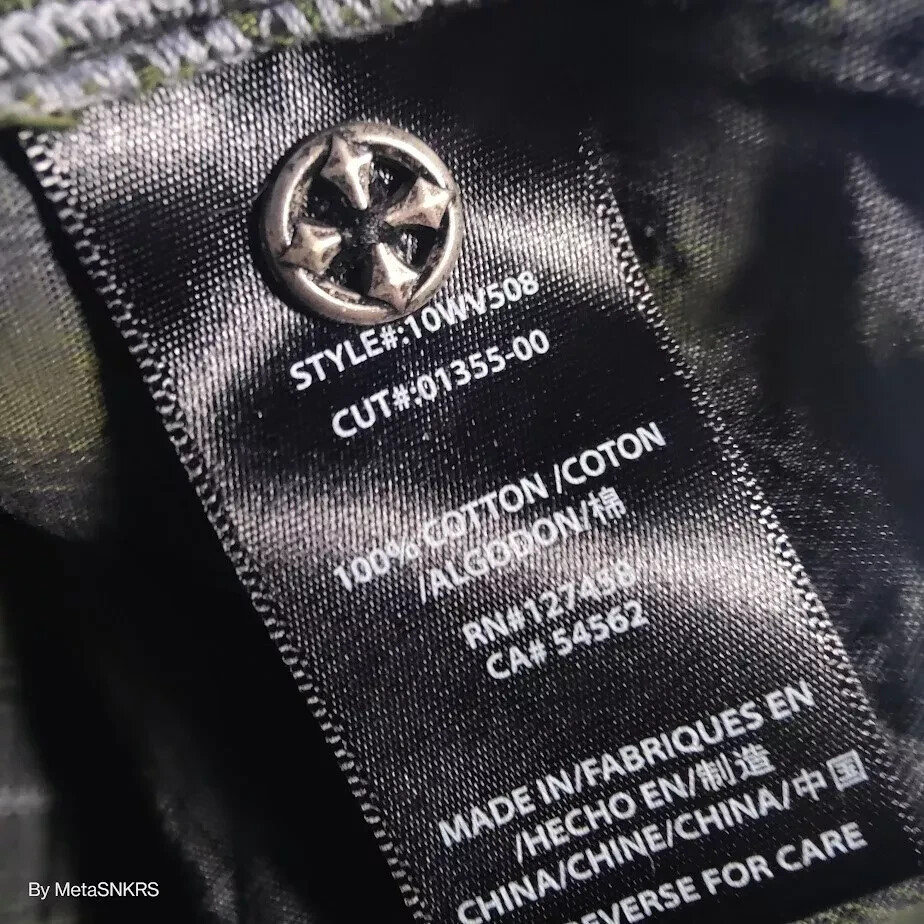 STYLE#:10WV508
CUT#:01355-00
100% COTTON /COTON
/ALGODON/棉
RN#127458
CA# 54562
MADE IN/FABRIQUES EN
/HECHO EN/制造
CHINA/CHINE/CHINA/中国
REVERSE FOR CARE
By MetaSNKRS